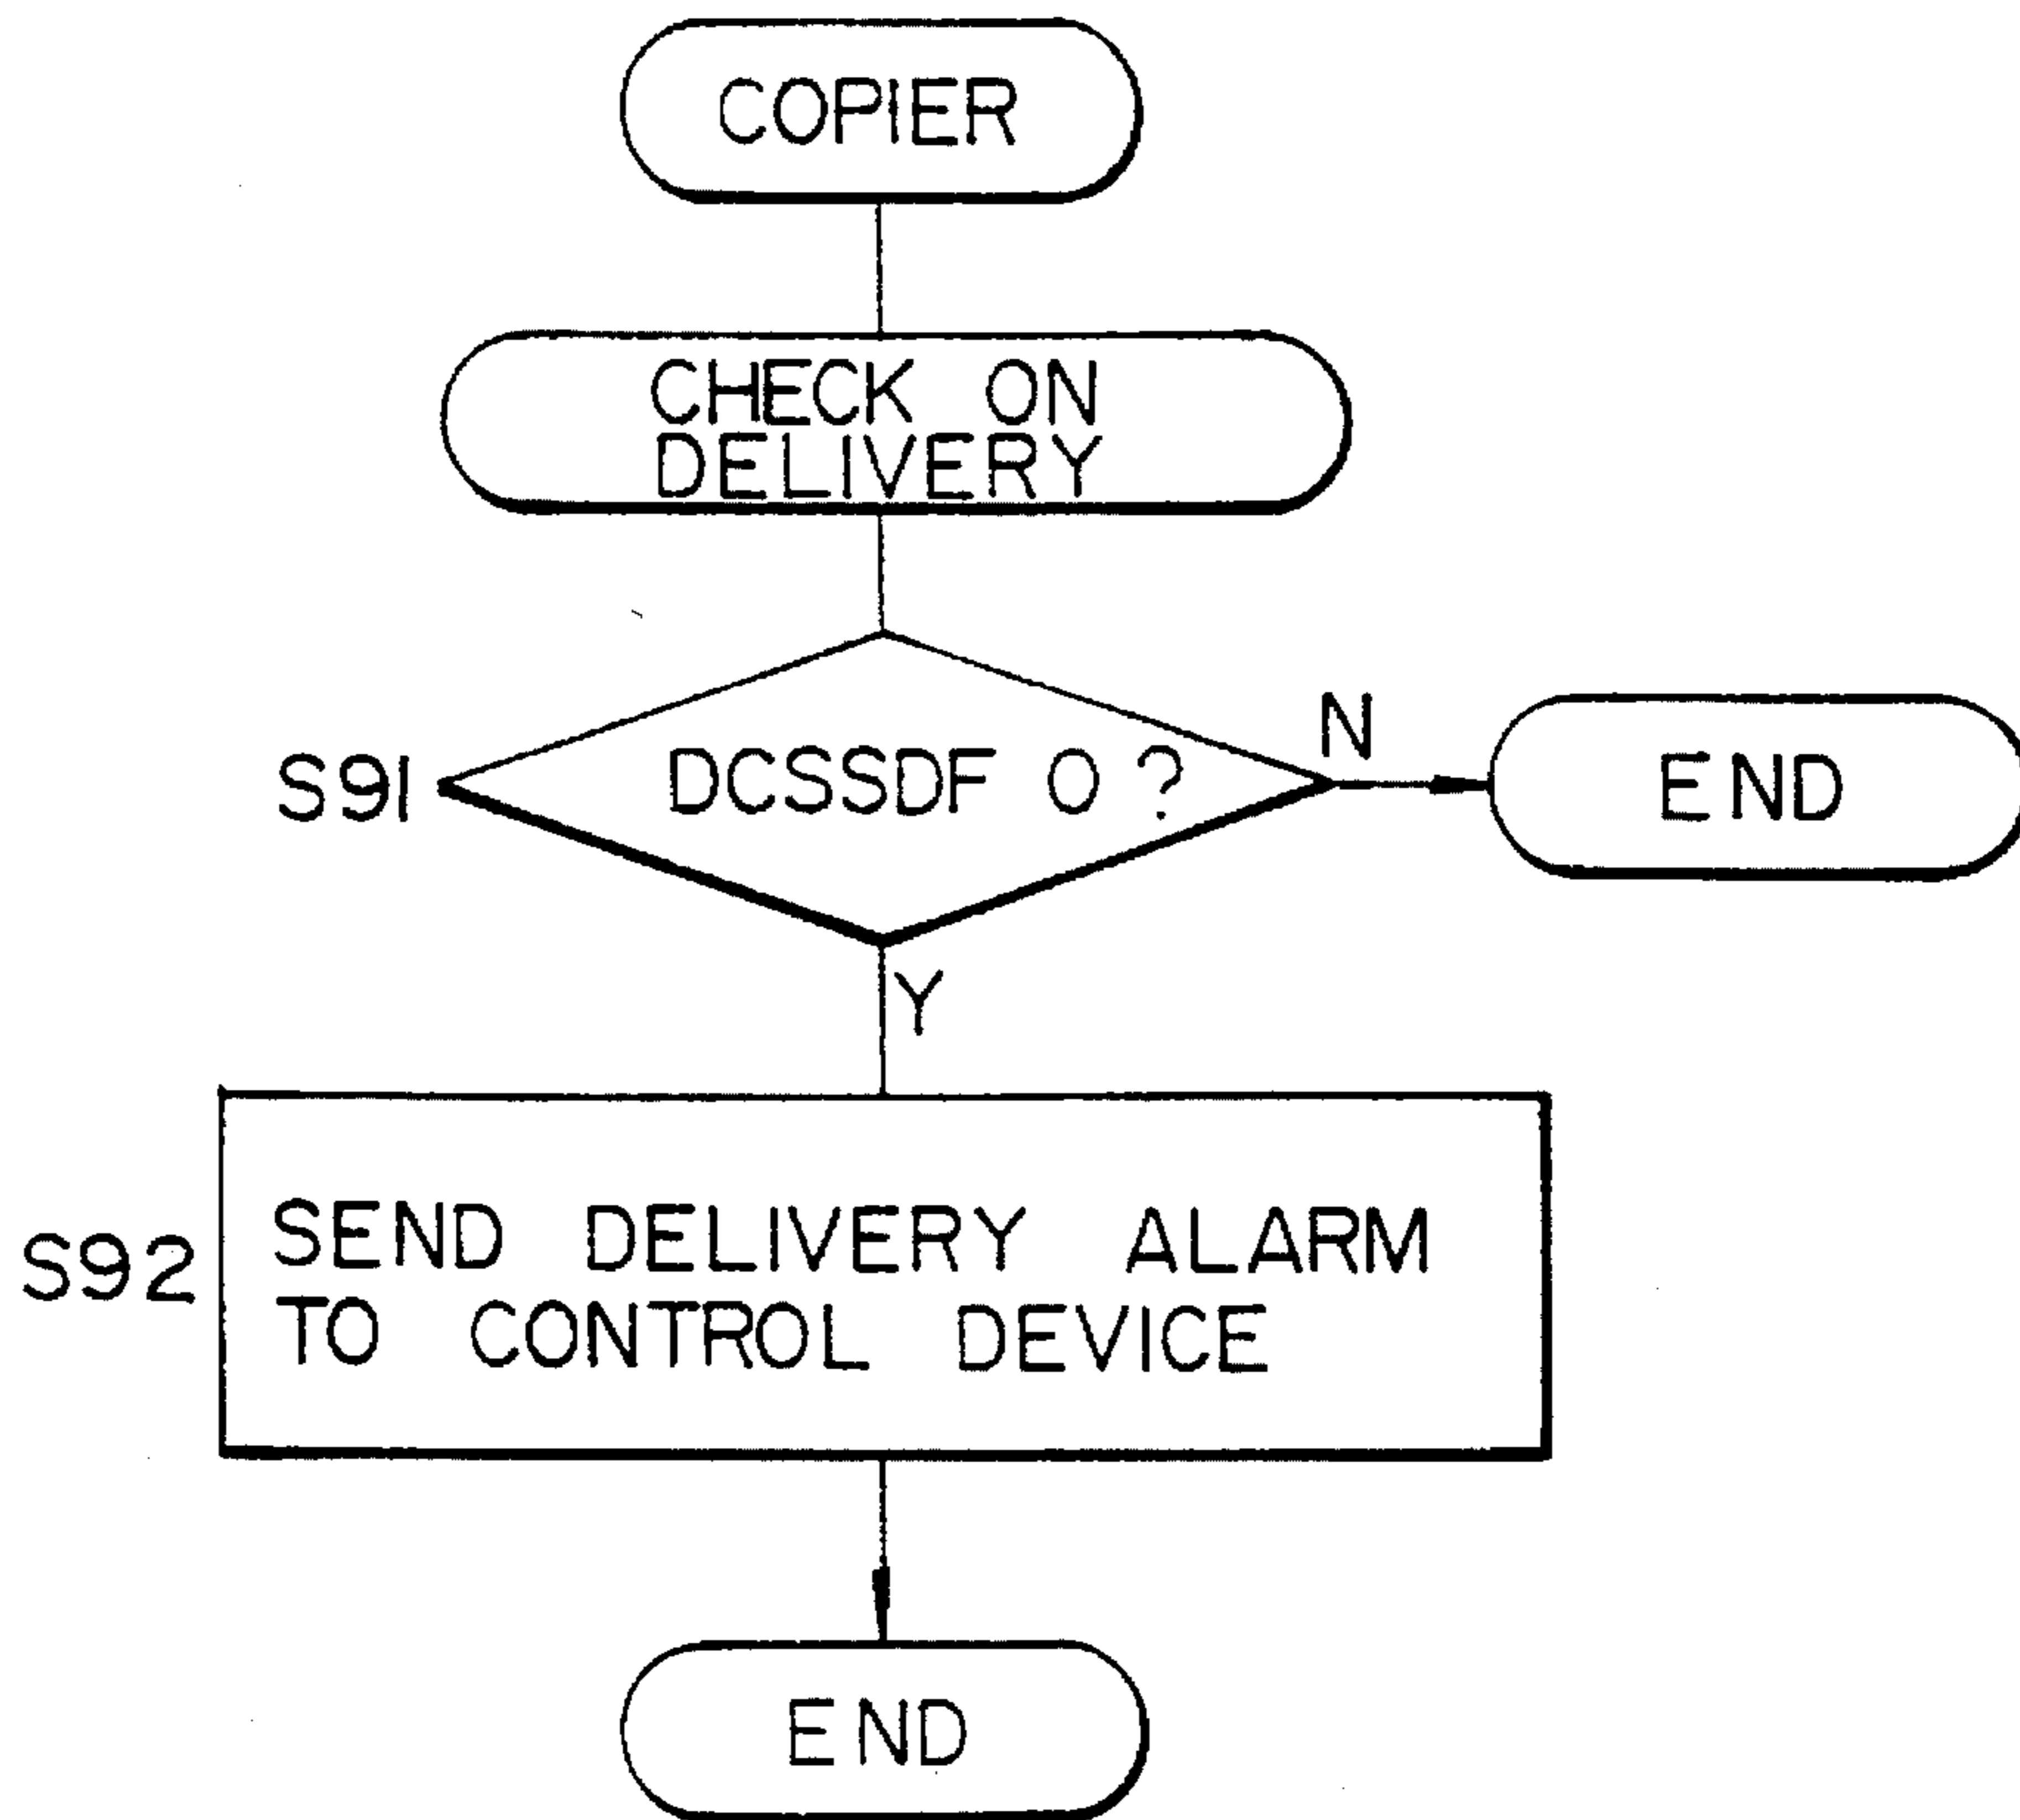 COPIER
CHECK ON
DELIVERY
S91
DCSSDF 0 ?
N
END
Y
S92
SEND DELIVERY ALARM
TO CONTROL DEVICE
END